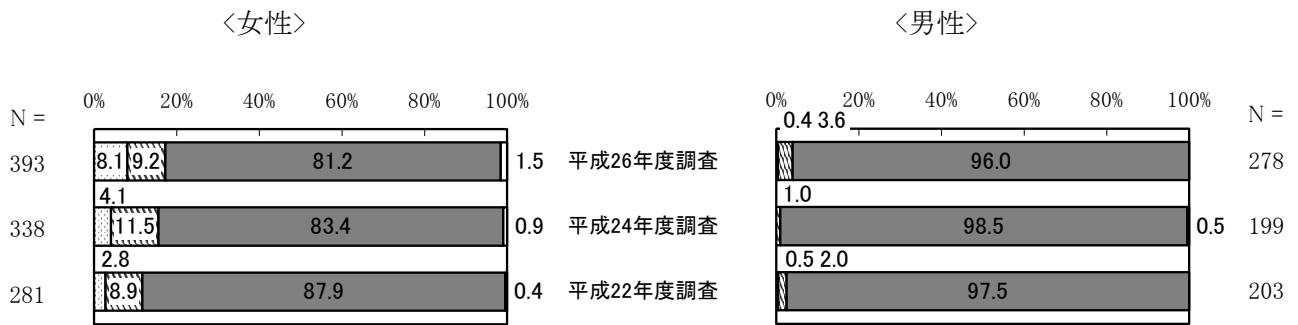 ＜女性＞ ＜男性＞
0% 20% 40% 60% 80% 100% 0% 20% 40% 60% 80% 100%
N = N =
0.4 3.6
393 8.1 9.2 81.2 1.5 平成26年度調査 96.0 278
4.1 1.0
338 11.5 83.4 0.9 平成24年度調査 98.5 0.5 199
2.8 0.5 2.0
281 8.9 87.9 0.4 平成22年度調査 97.5 203